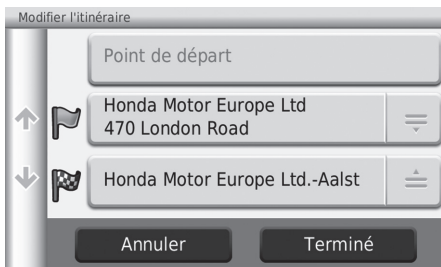 Modifier l'itinéraire
Point de départ
Honda Motor Europe Ltd
470 London Road
Honda Motor Europe Ltd.-Aalst
Annuler
Terminé